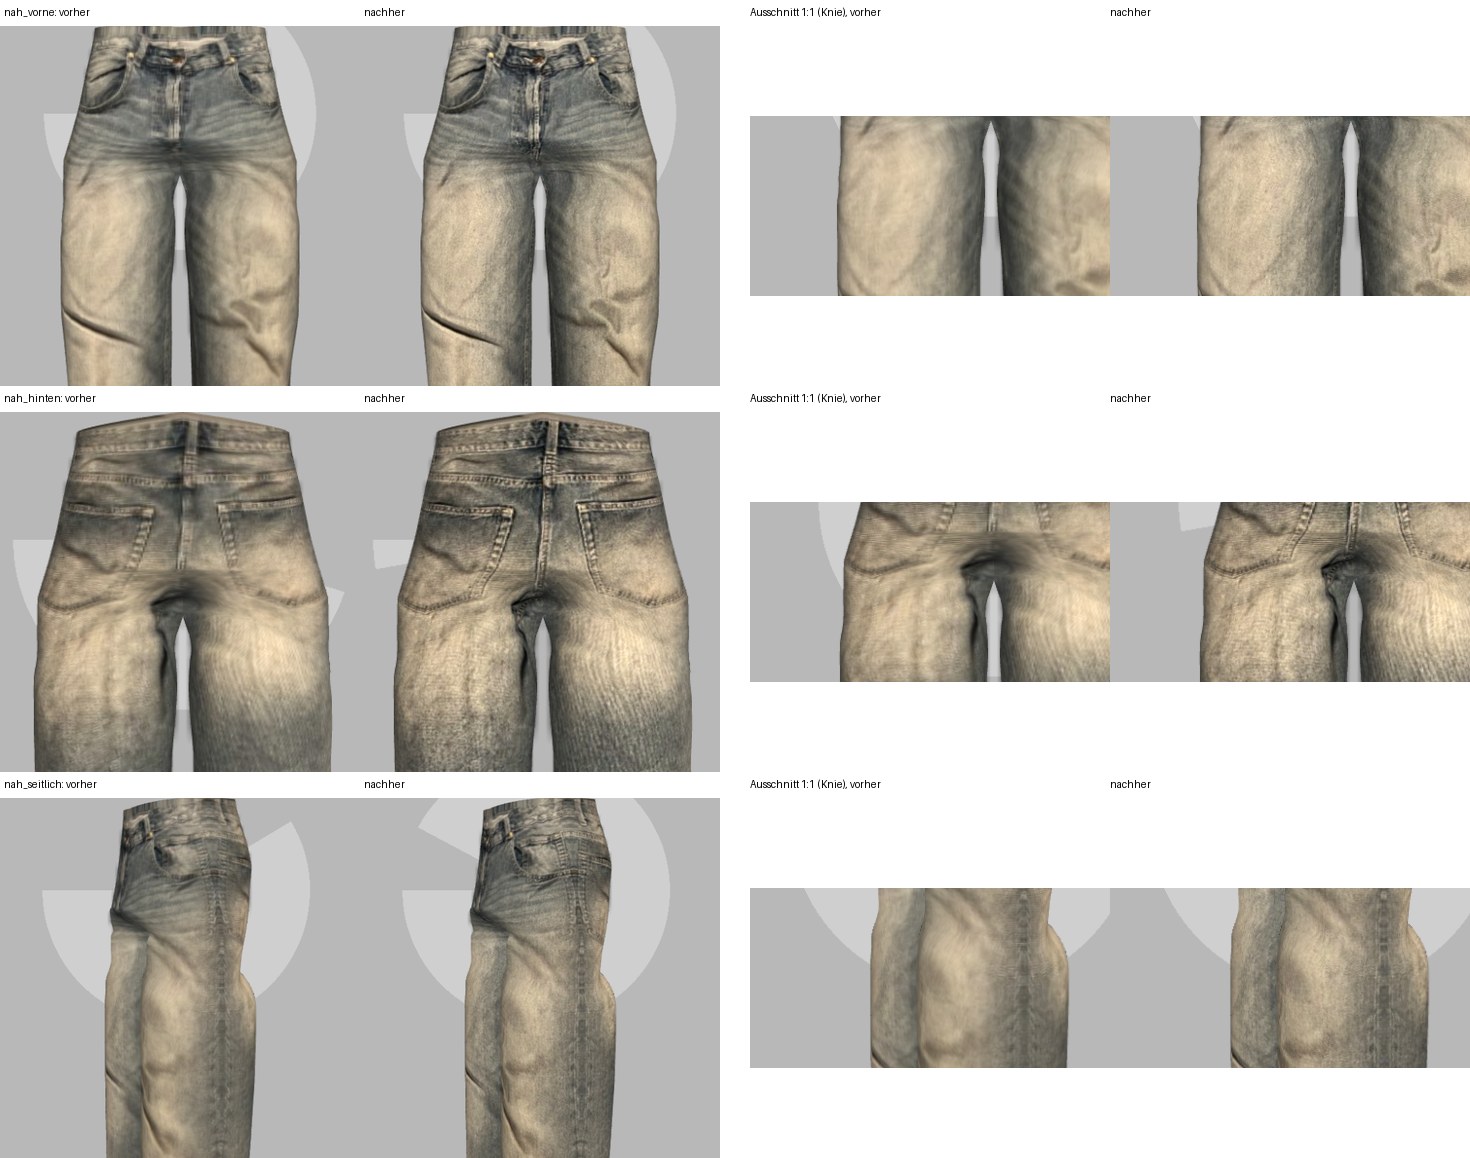 nah_vorne: vorher nachher Ausschnitt 1:1 (Knie), vorher nachher
nah_hinten: vorher nachher Ausschnitt 1:1 (Knie), vorher nachher
nah_seitlich: vorher nachher Ausschnitt 1:1 (Knie), vorher nachher